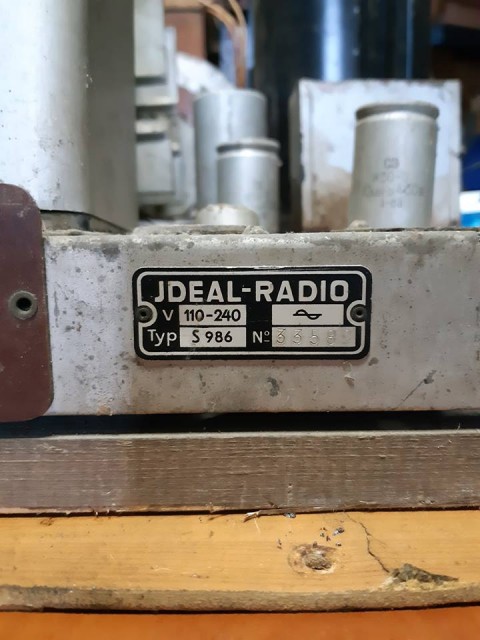 JDEAL-RADIO
V 110-240
Typ S 986 Nº